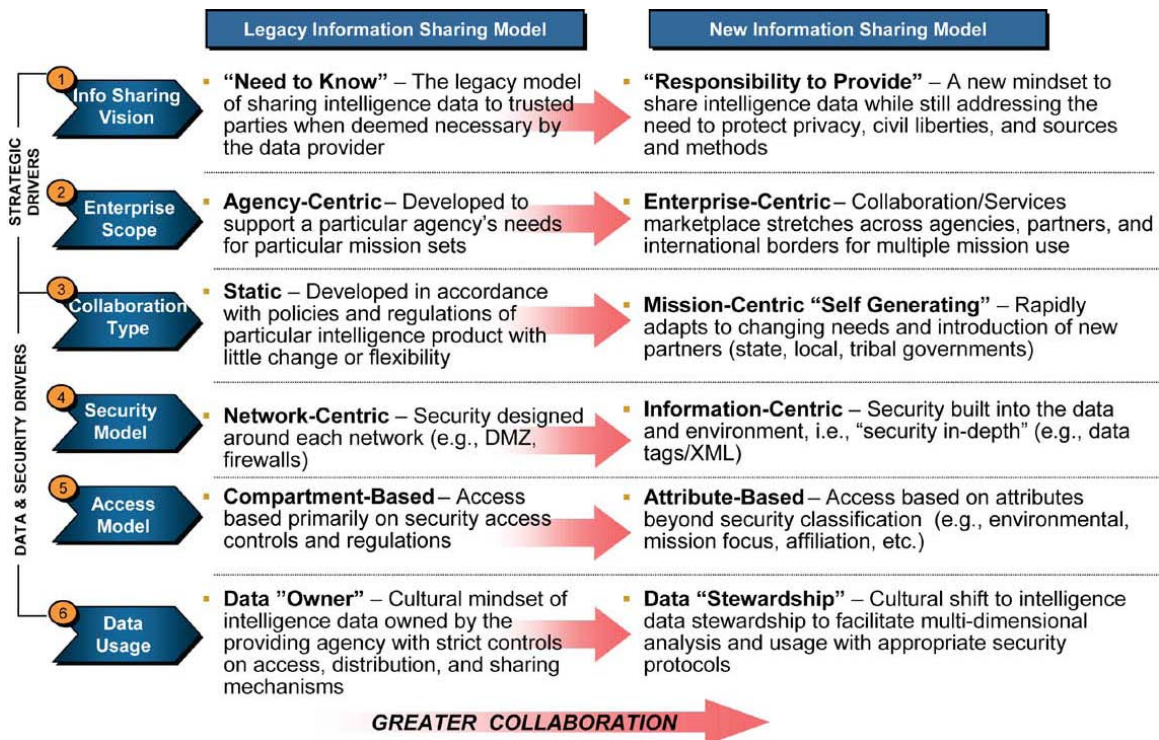 Legacy Information Sharing Model
New Information Sharing Model
STRATEGIC
DRIVERS
DATA & SECURITY DRIVERS
1
Info Sharing
Vision
▪ “Need to Know” – The legacy model
of sharing intelligence data to trusted
parties when deemed necessary by
the data provider
▪ “Responsibility to Provide” – A new mindset to
share intelligence data while still addressing the
need to protect privacy, civil liberties, and sources
and methods
2
Enterprise
Scope
▪ Agency-Centric – Developed to
support a particular agency’s needs
for particular mission sets
▪ Enterprise-Centric – Collaboration/Services
marketplace stretches across agencies, partners, and
international borders for multiple mission use
3
Collaboration
Type
▪ Static – Developed in accordance
with policies and regulations of
particular intelligence product with
little change or flexibility
▪ Mission-Centric “Self Generating” – Rapidly
adapts to changing needs and introduction of new
partners (state, local, tribal governments)
4
Security
Model
▪ Network-Centric – Security designed
around each network (e.g., DMZ,
firewalls)
▪ Information-Centric – Security built into the data
and environment, i.e., “security in-depth” (e.g., data
tags/XML)
5
Access
Model
▪ Compartment-Based – Access
based primarily on security access
controls and regulations
▪ Attribute-Based – Access based on attributes
beyond security classification (e.g., environmental,
mission focus, affiliation, etc.)
6
Data
Usage
▪ Data "Owner” – Cultural mindset of
intelligence data owned by the
providing agency with strict controls
on access, distribution, and sharing
mechanisms
▪ Data “Stewardship” – Cultural shift to intelligence
data stewardship to facilitate multi-dimensional
analysis and usage with appropriate security
protocols
GREATER COLLABORATION